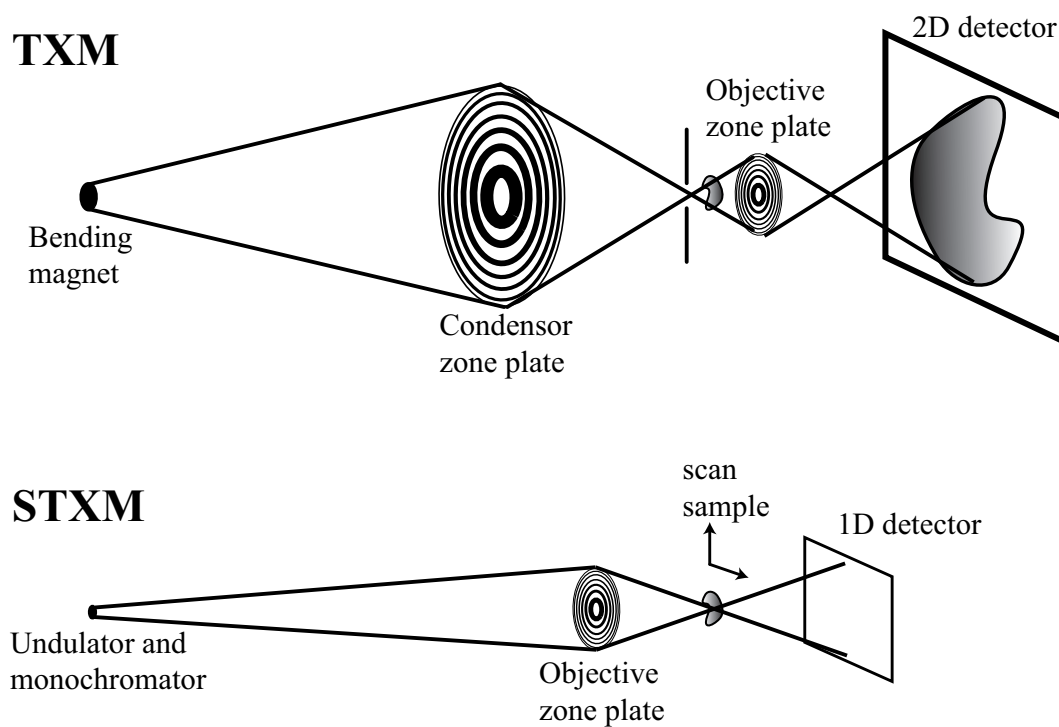 TXM
2D detector
Objective
zone plate
Bending
magnet
Condensor
zone plate
STXM
scan
sample
1D detector
Undulator and
monochromator
Objective
zone plate